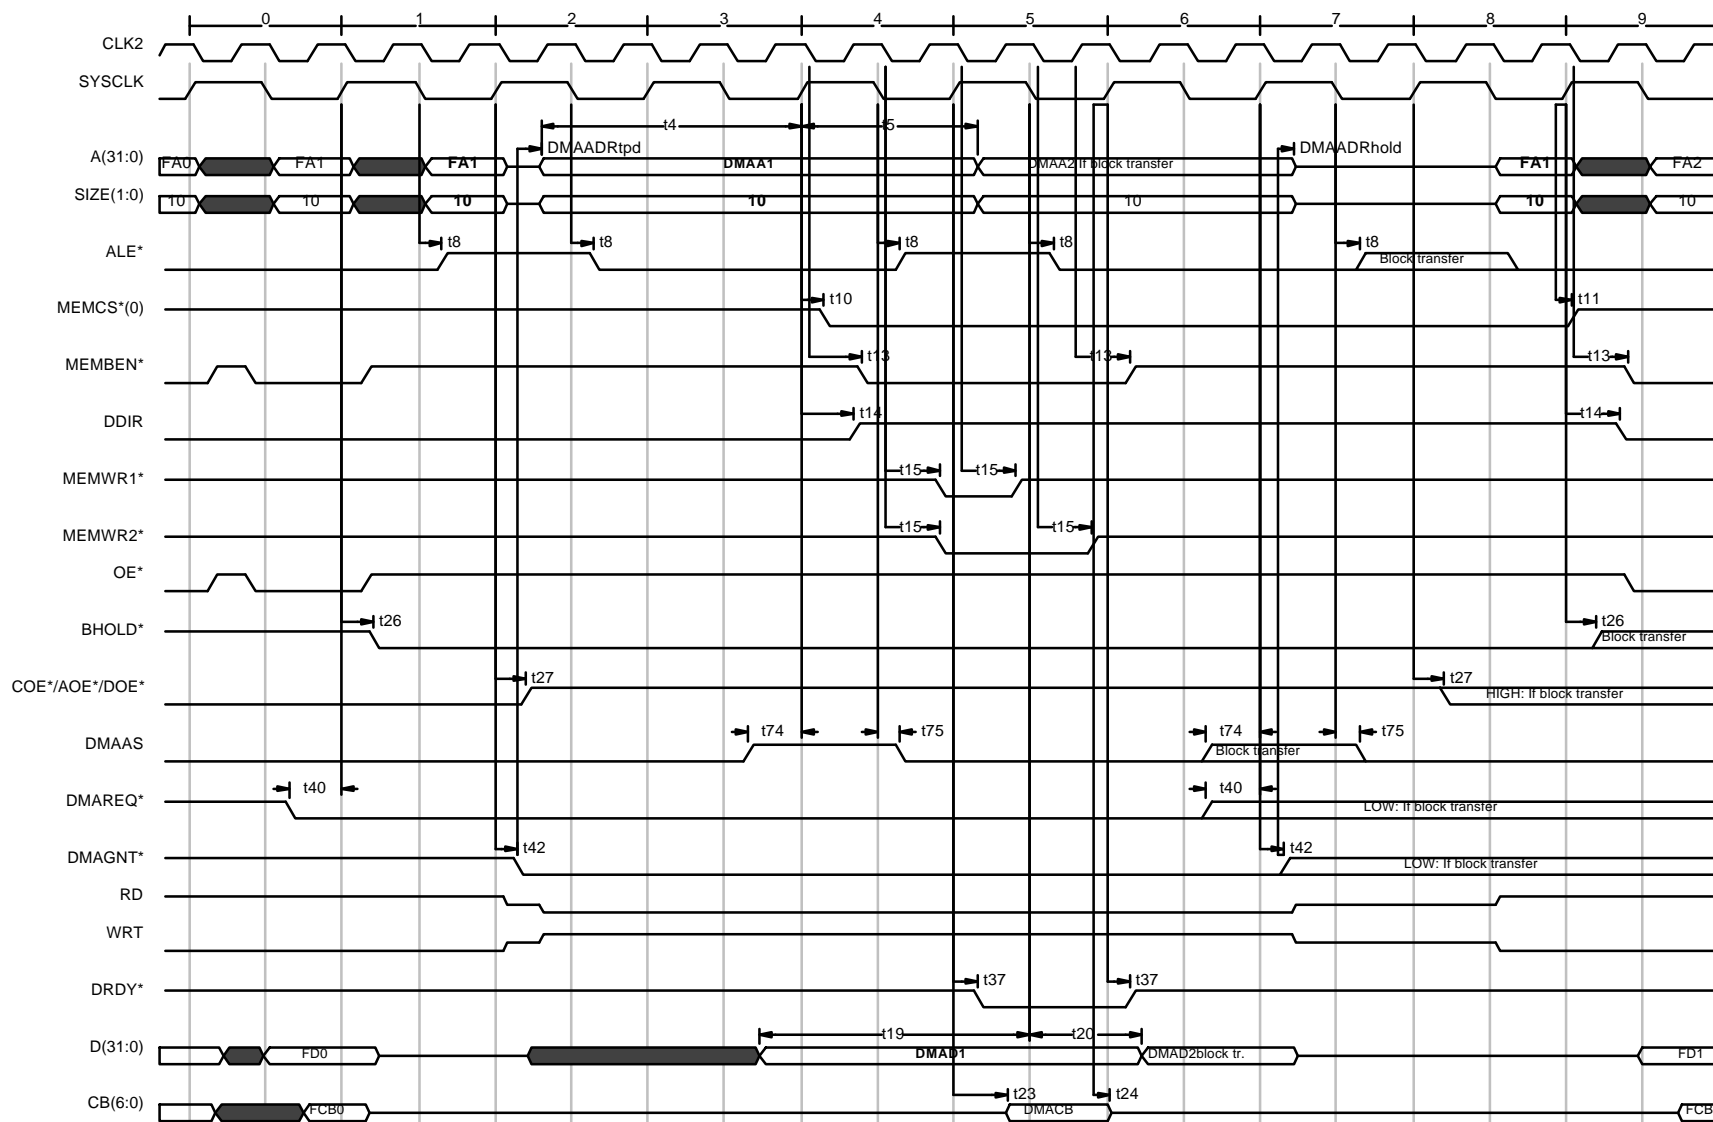 0 1 2 3 4 5 6 7 8 9
CLK2
SYSCLK
t4 t5
DMAADRtpd DMAADRhold
A(31:0) FA0 FA1 FA1 DMAA1 DMAA2 If block transfer FA1 FA2
SIZE(1:0) 10 10 10 10 10 10 10
t8 t8 t8 t8 t8
ALE* Block transfer
t10 t11
MEMCS*(0)
t13 t13 t13
MEMBEN*
t14 t14
DDIR
t15 t15
MEMWR1*
t15 t15
MEMWR2*
OE*
t26 t26
BHOLD* Block transfer
t27 t27
COE*/AOE*/DOE* HIGH: If block transfer
t74 t75 t74 t75
DMAAS Block transfer
t40 t40
DMAREQ* LOW: If block transfer
t42 t42
DMAGNT* LOW: If block transfer
RD
WRT
t37 t37
DRDY*
t19 t20
D(31:0) FD0 DMAD1 DMAD2block tr. FD1
t23 t24
CB(6:0) FCB0 DMACB FCB